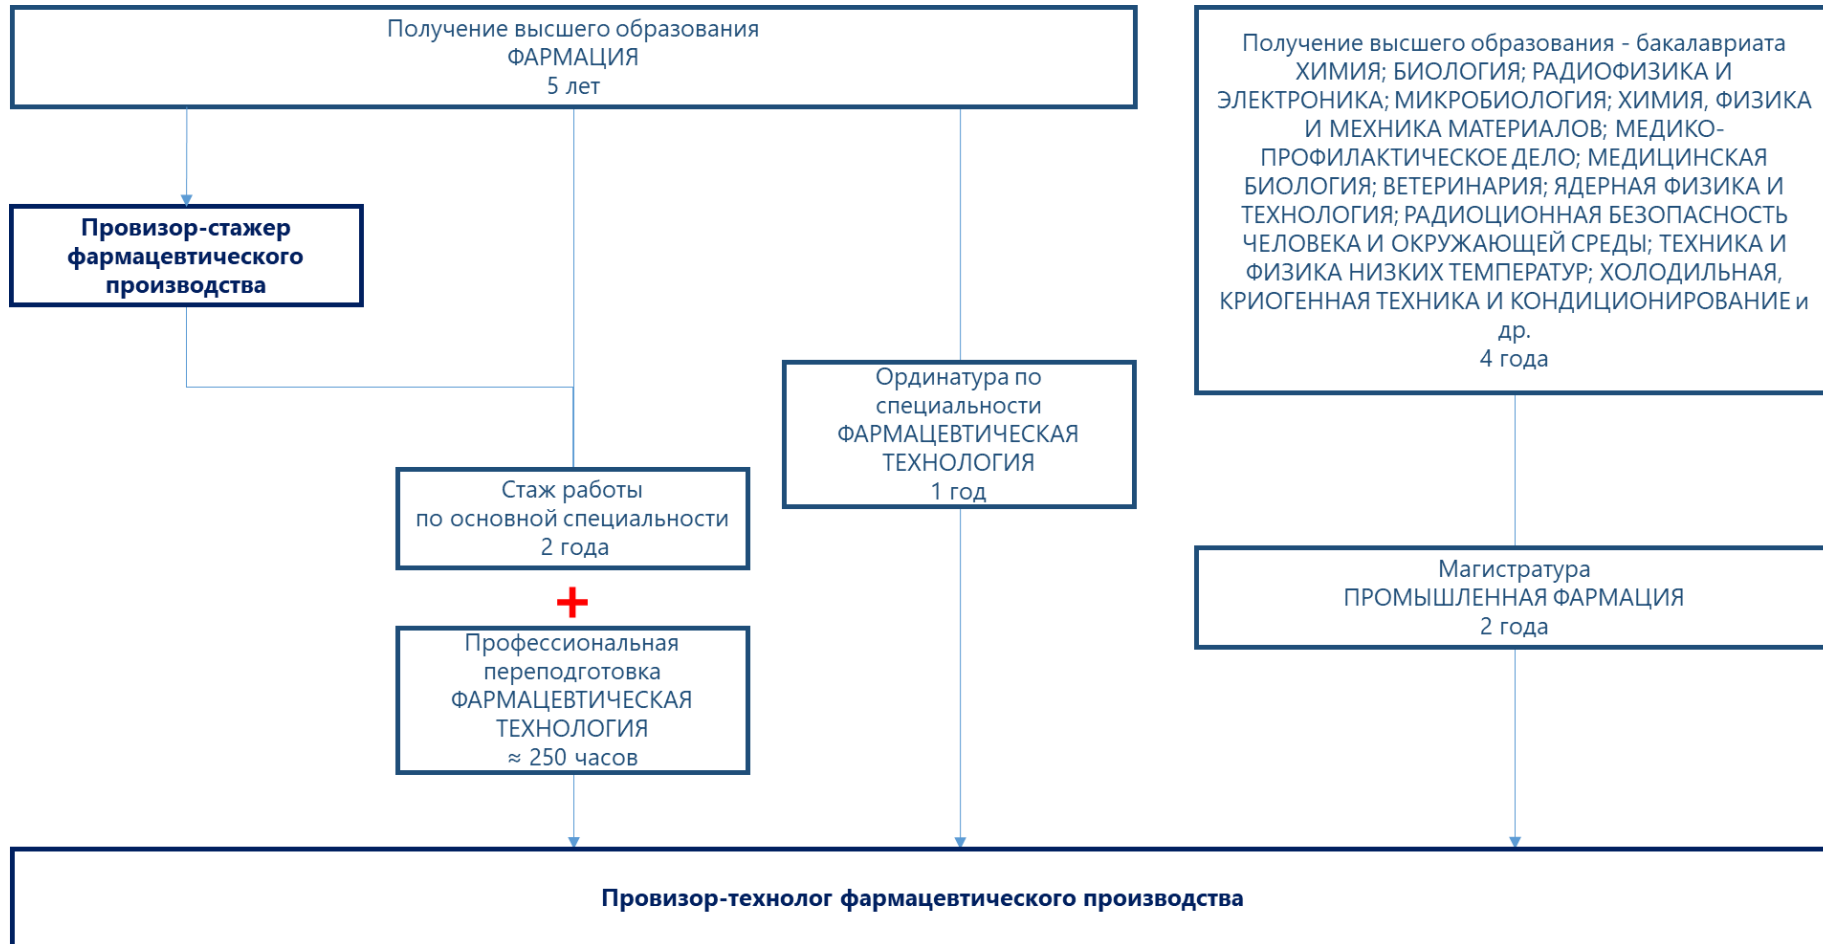 Получение высшего образования
ФАРМАЦИЯ
5 лет
Получение высшего образования - бакалавриата
ХИМИЯ; БИОЛОГИЯ; РАДИОФИЗИКА И
ЭЛЕКТРОНИКА; МИКРОБИОЛОГИЯ; ХИМИЯ, ФИЗИКА
И МЕХНИКА МАТЕРИАЛОВ; МЕДИКО-
ПРОФИЛАКТИЧЕСКОЕ ДЕЛО; МЕДИЦИНСКАЯ
БИОЛОГИЯ; ВЕТЕРИНАРИЯ; ЯДЕРНАЯ ФИЗИКА И
ТЕХНОЛОГИЯ; РАДИОЦИОННАЯ БЕЗОПАСНОСТЬ
ЧЕЛОВЕКА И ОКРУЖАЮЩЕЙ СРЕДЫ; ТЕХНИКА И
ФИЗИКА НИЗКИХ ТЕМПЕРАТУР; ХОЛОДИЛЬНАЯ,
КРИОГЕННАЯ ТЕХНИКА И КОНДИЦИОНИРОВАНИЕ и
др.
4 года
Провизор-стажер
фармацевтического
производства
Ординатура по
специальности
ФАРМАЦЕВТИЧЕСКАЯ
ТЕХНОЛОГИЯ
1 год
Стаж работы
по основной специальности
2 года
+
Профессиональная
переподготовка
ФАРМАЦЕВТИЧЕСКАЯ
ТЕХНОЛОГИЯ
≈ 250 часов
Магистратура
ПРОМЫШЛЕННАЯ ФАРМАЦИЯ
2 года
Провизор-технолог фармацевтического производства